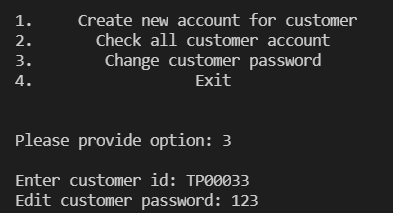 1. Create new account for customer
2. Check all customer account
3. Change customer password
4. Exit
Please provide option: 3
Enter customer id: TP00033
Edit customer password: 123